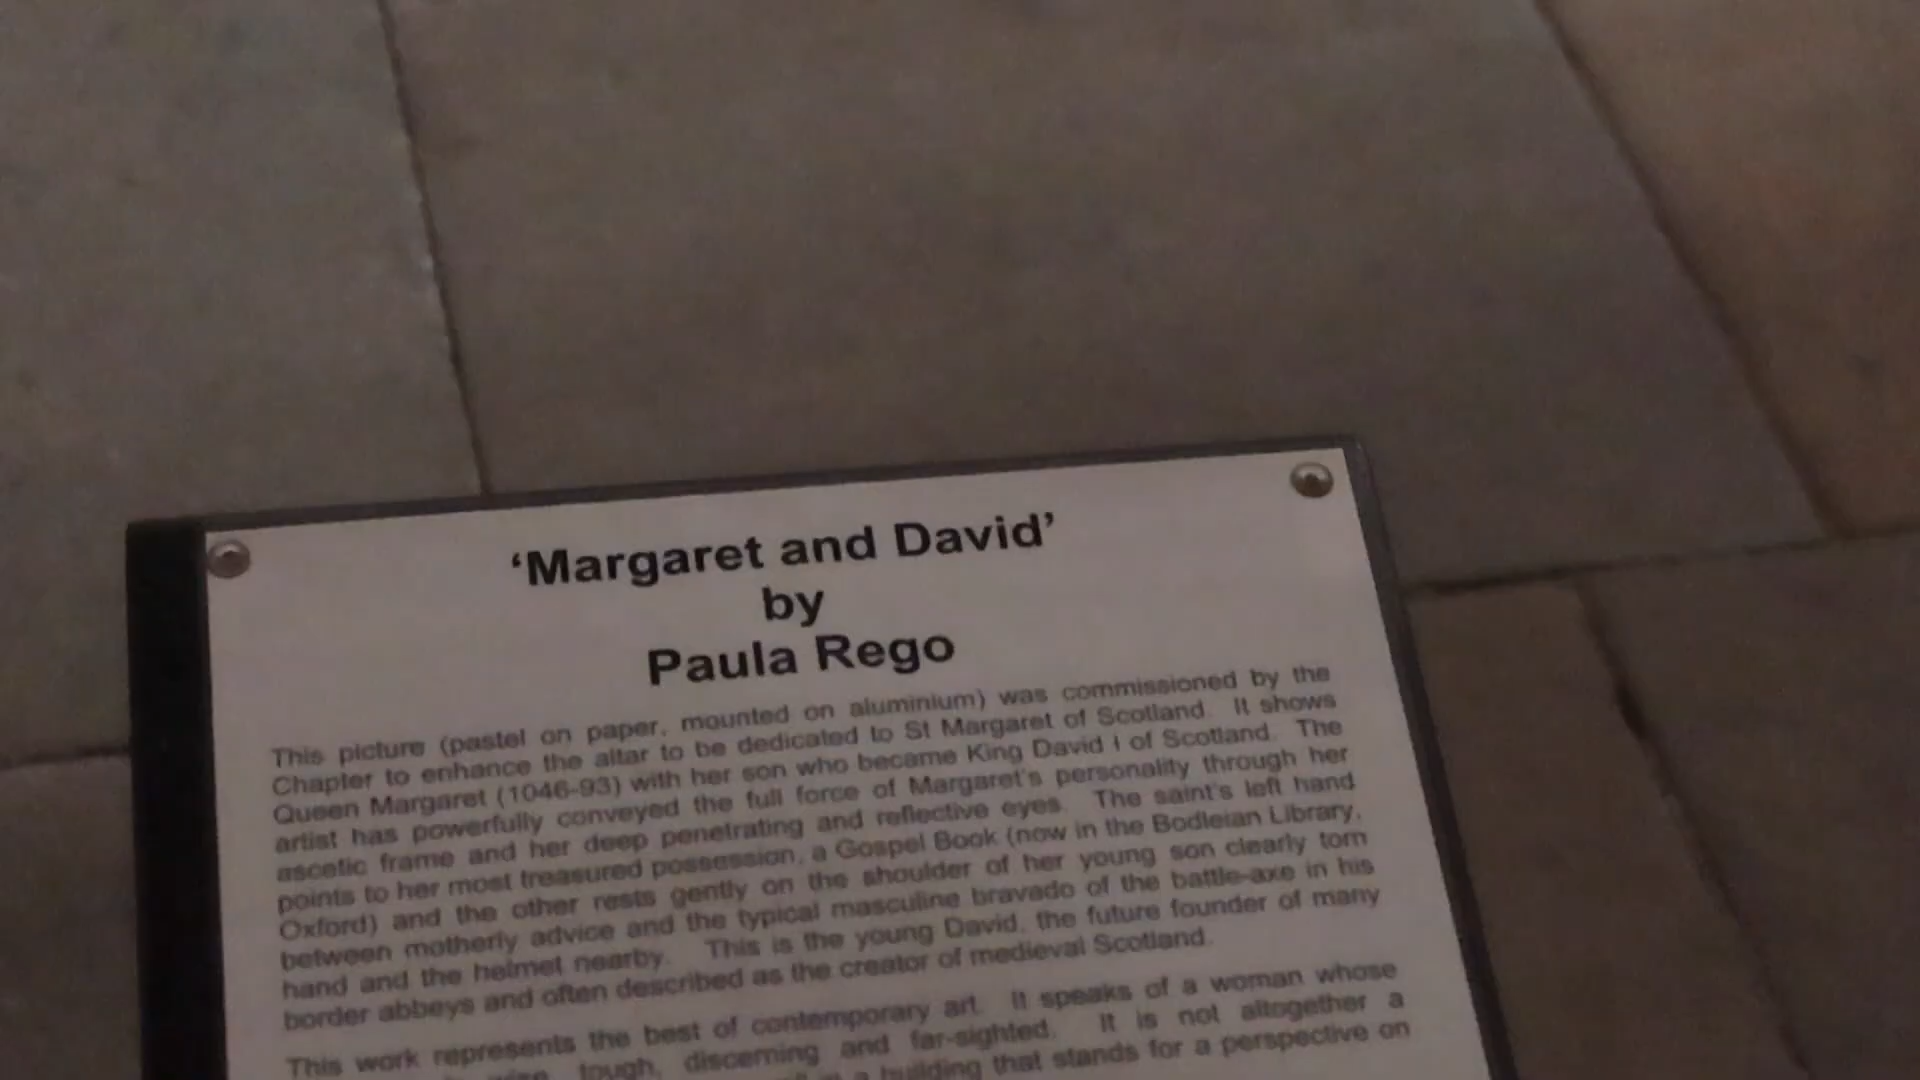 ‘Margaret and David’
by
Paula Rego
This picture (pastel on paper, mounted on aluminium) was commissioned by the
Chapter to enhance the altar to be dedicated to St Margaret of Scotland. It shows
Queen Margaret (1046-93) with her son who became King David I of Scotland. The
artist has powerfully conveyed the full force of Margaret's personality through her
ascetic frame and her deep penetrating and reflective eyes. The saint's left hand
points to her most treasured possession, a Gospel Book (now in the Bodleian Library,
Oxford) and the other rests gently on the shoulder of her young son clearly torn
between motherly advice and the typical masculine bravado of the battle-axe in his
hand and the helmet nearby. This is the young David, the future founder of many
border abbeys and often described as the creator of medieval Scotland.
This work represents the best of contemporary art. It speaks of a woman whose
tough, discerning and far-sighted. It is not altogether a
a building that stands for a perspective on